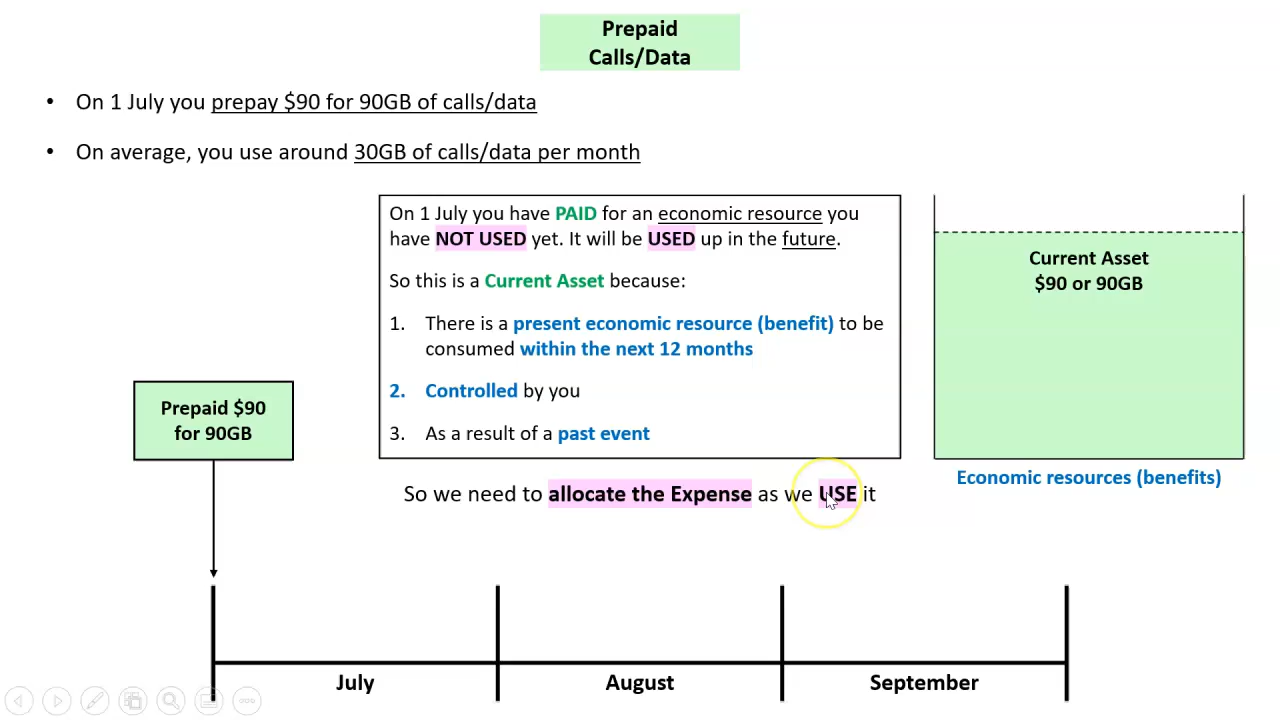 Prepaid
Calls/Data
• On 1 July you prepay $90 for 90GB of calls/data
• On average, you use around 30GB of calls/data per month
On 1 July you have PAID for an economic resource you
have NOT USED yet. It will be USED up in the future.
So this is a Current Asset because:
1. There is a present economic resource (benefit) to be
consumed within the next 12 months
2. Controlled by you
3. As a result of a past event
Current Asset
$90 or 90GB
Economic resources (benefits)
Prepaid $90
for 90GB
So we need to allocate the Expense as we USE it
July
August
September